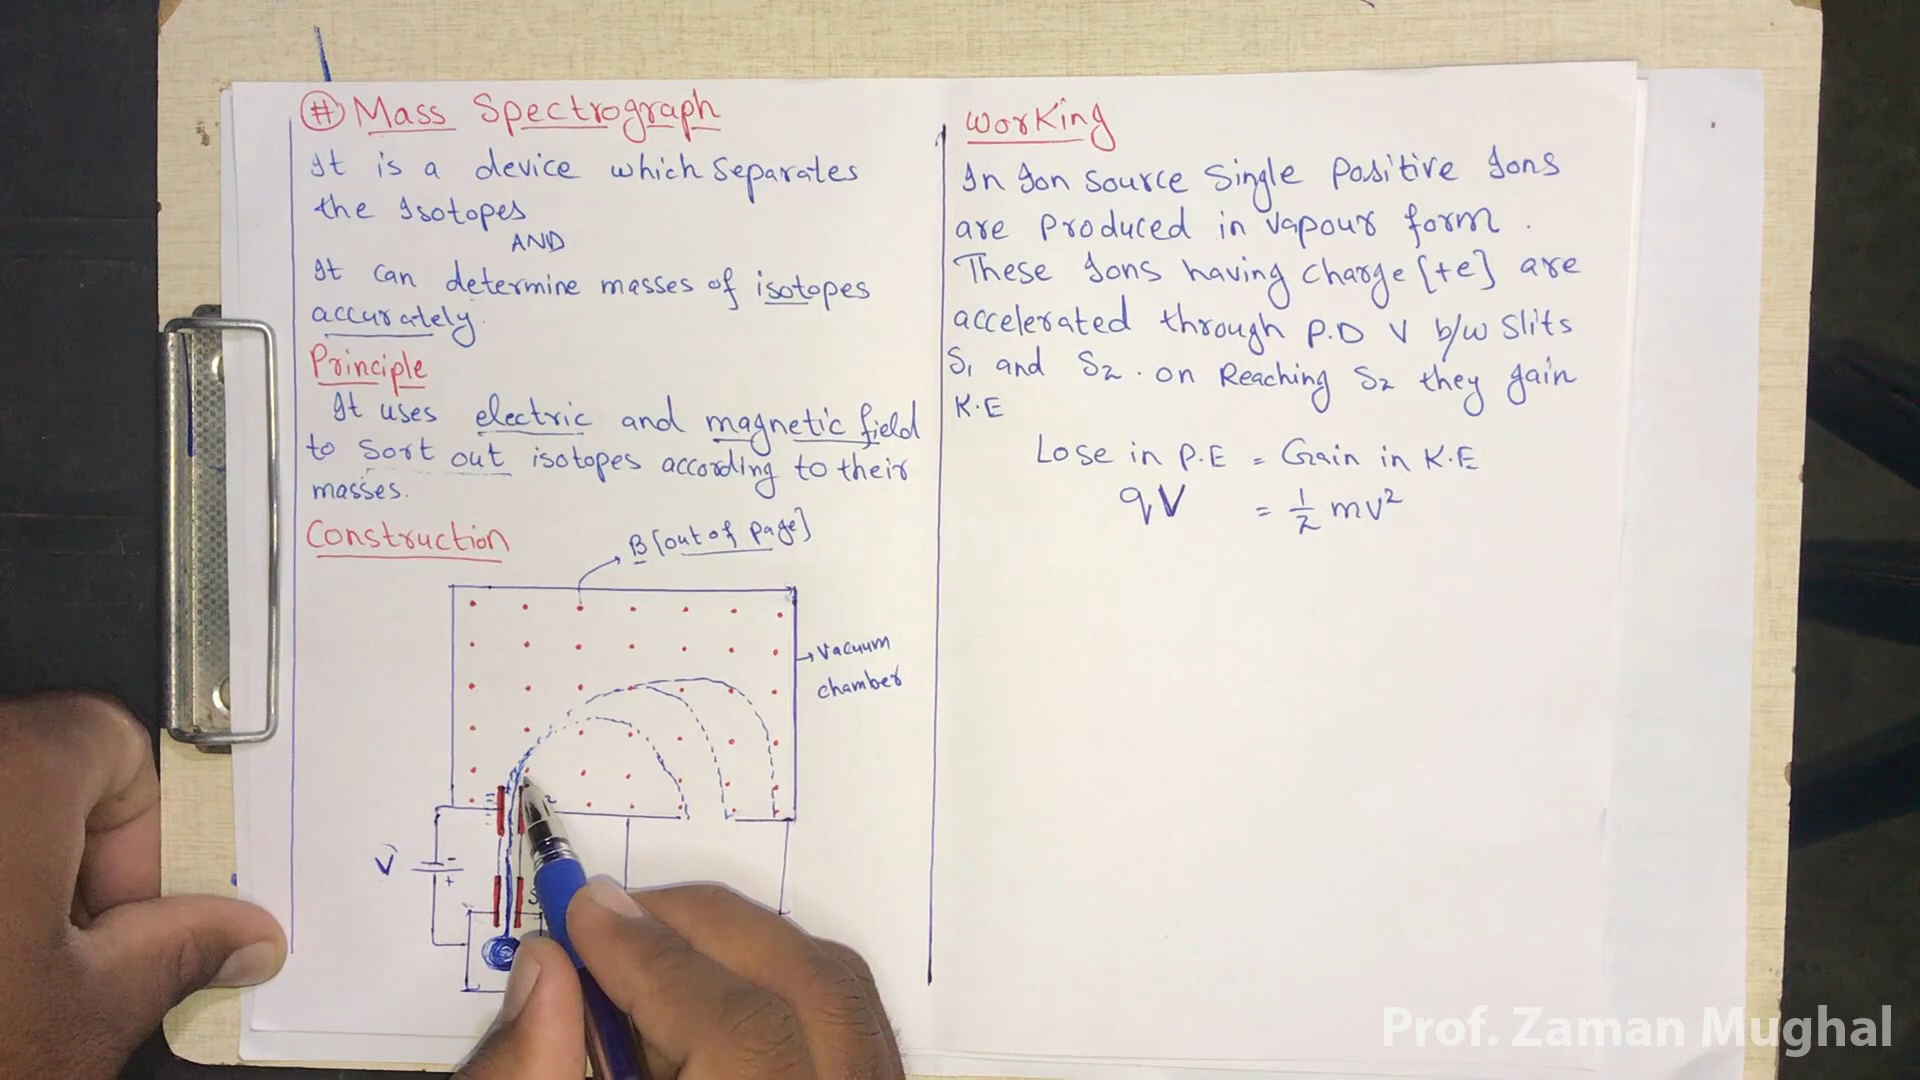 # Mass Spectrograph
It is a device which Separates
the Isotopes
AND
It can determine masses of isotopes
accurately.
Principle
It uses electric and magnetic field
to Sort out isotopes according to their
masses.
Construction
B [out of page]
Vacuum
chamber
V
-
+
Working
In Ion Source Single Positive Ions
are Produced in Vapour form.
These Ions having Charge [+e] are
accelerated through P.D V b/w Slits
S1 and S2. on Reaching S2 they gain
K.E
Lose in P.E = Gain in K.E
qV = 1/2 mv²
Prof. Zaman Mughal